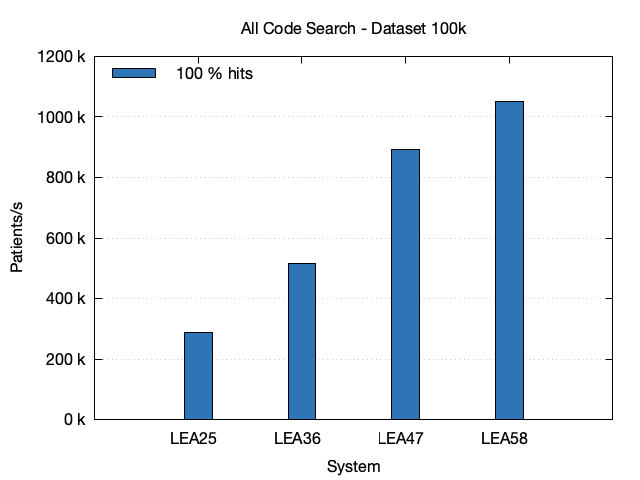 All Code Search - Dataset 100k
1200 k
100 % hits
1000 k
800 k
600 k
400 k
200 k
0 k
Patients/s
LEA25 LEA36 LEA47 LEA58
System